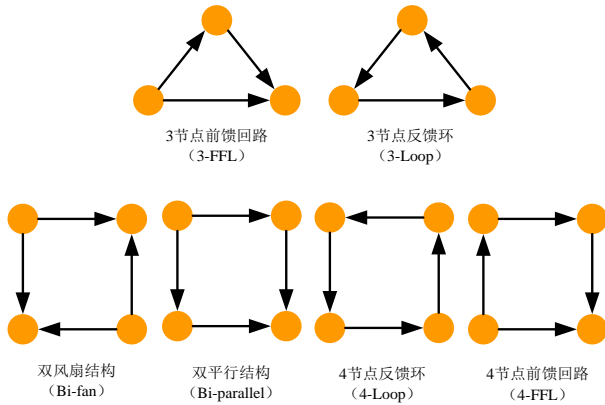 3节点前馈回路
（3-FFL）
3节点反馈环
（3-Loop）
双风扇结构
（Bi-fan）
双平行结构
（Bi-parallel）
4节点反馈环
（4-Loop）
4节点前馈回路
（4-FFL）